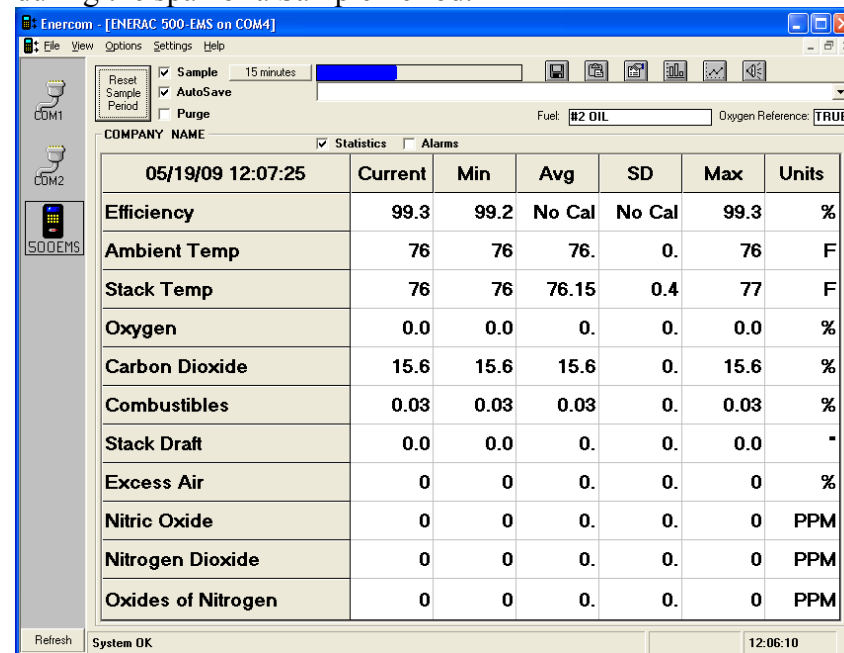 during the span of a Sample Period.
Enercom - [ENERAC 500-EMS on COM4]
File View Options Settings Help
Reset Sample Period
Sample 15 minutes
AutoSave
Purge
Fuel: #2 OIL Oxygen Reference: TRUE
COMPANY NAME
Statistics Alarms
05/19/09 12:07:25 Current Min Avg SD Max Units
Efficiency 99.3 99.2 No Cal No Cal 99.3 %
Ambient Temp 76 76 76. 0. 76 F
Stack Temp 76 76 76.15 0.4 77 F
Oxygen 0.0 0.0 0. 0. 0.0 %
Carbon Dioxide 15.6 15.6 15.6 0. 15.6 %
Combustibles 0.03 0.03 0.03 0. 0.03 %
Stack Draft 0.0 0.0 0. 0. 0.0 "
Excess Air 0 0 0. 0. 0 %
Nitric Oxide 0 0 0. 0. 0 PPM
Nitrogen Dioxide 0 0 0. 0. 0 PPM
Oxides of Nitrogen 0 0 0. 0. 0 PPM
COM1
COM2
500EMS
Refresh System OK 12:06:10